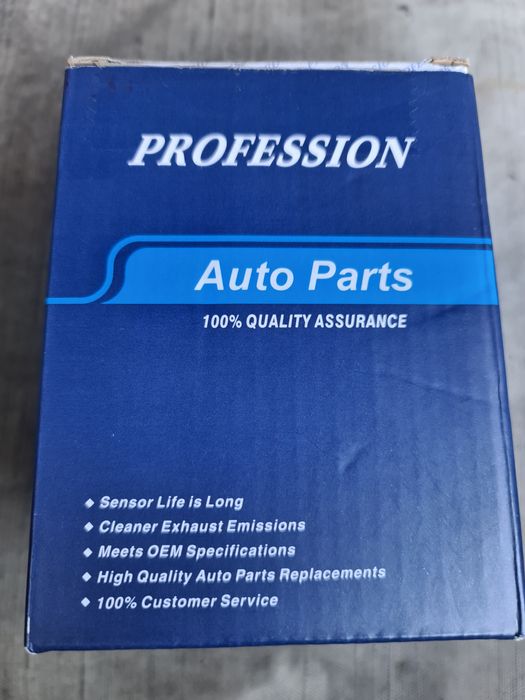 PROFESSION
Auto Parts
100% QUALITY ASSURANCE
◆ Sensor Life is Long
◆ Cleaner Exhaust Emissions
◆ Meets OEM Specifications
◆ High Quality Auto Parts Replacements
◆ 100% Customer Service